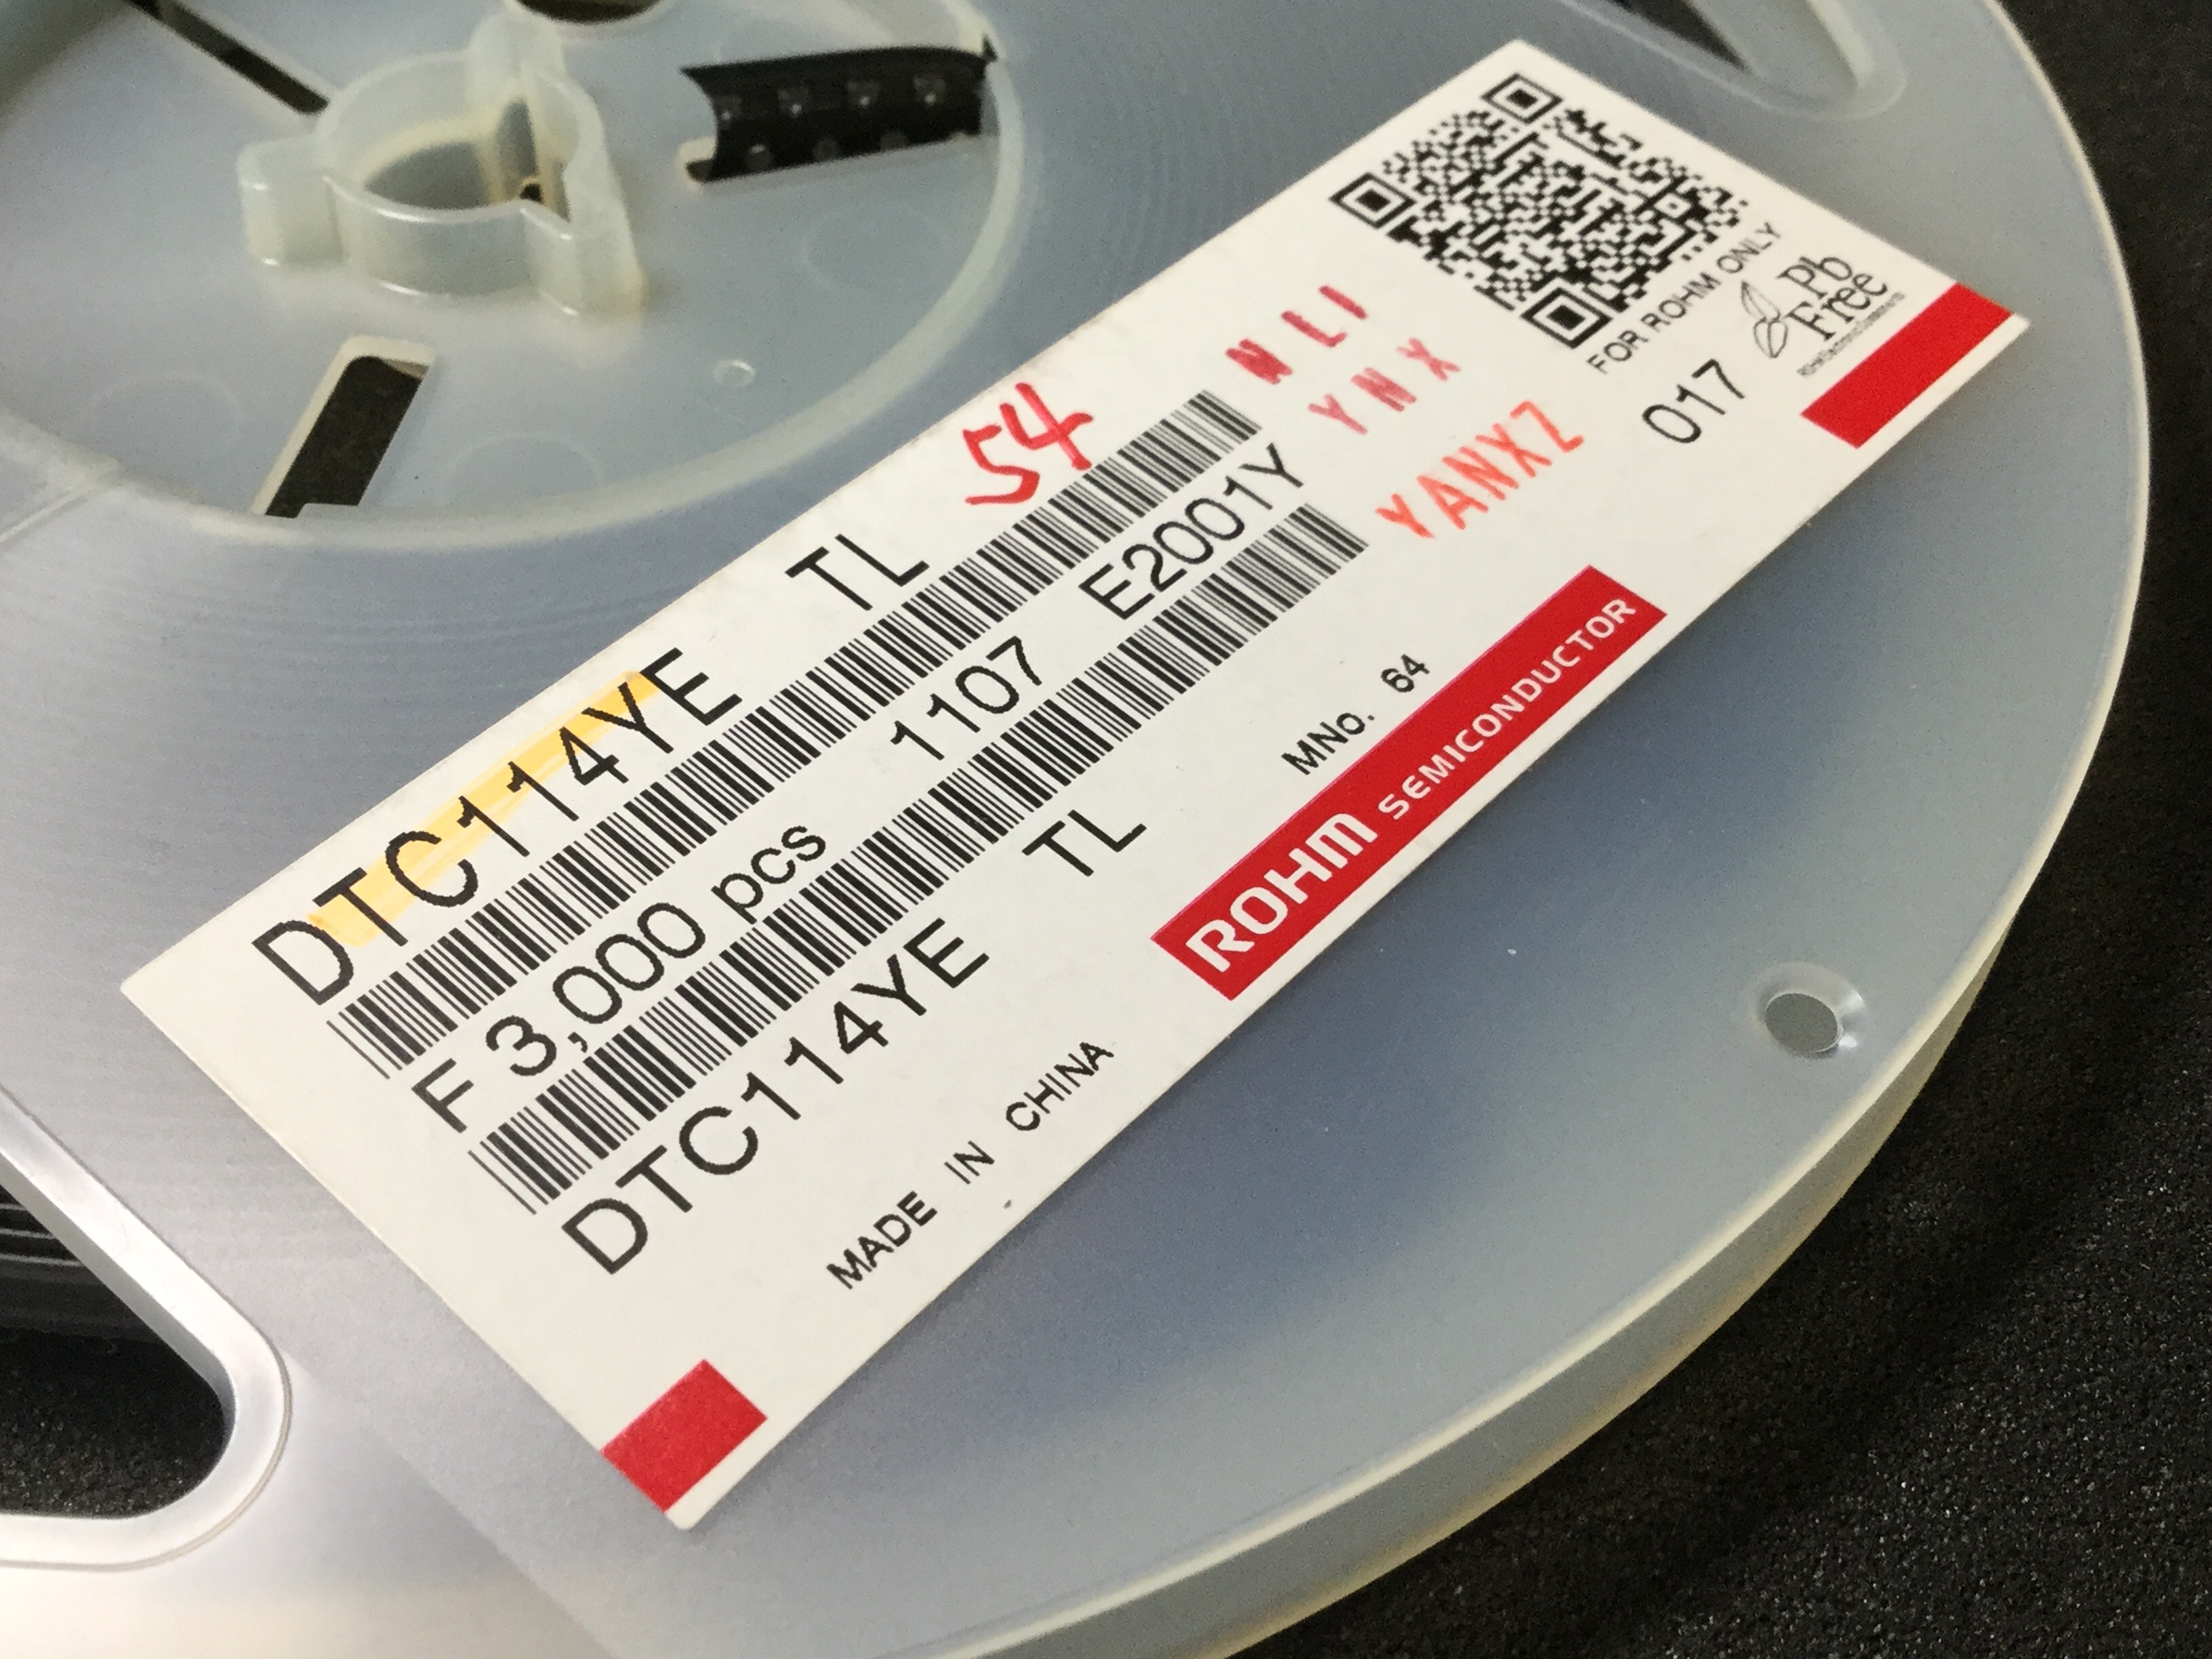 DTC114YE TL
54
F 3,000 pcs 1107 E2001Y
DTC114YE TL
MADE IN CHINA
MNo. 64
ROHM SEMICONDUCTOR
N L I
Y N X
YANXZ
FOR ROHM ONLY
017
Pb
Free